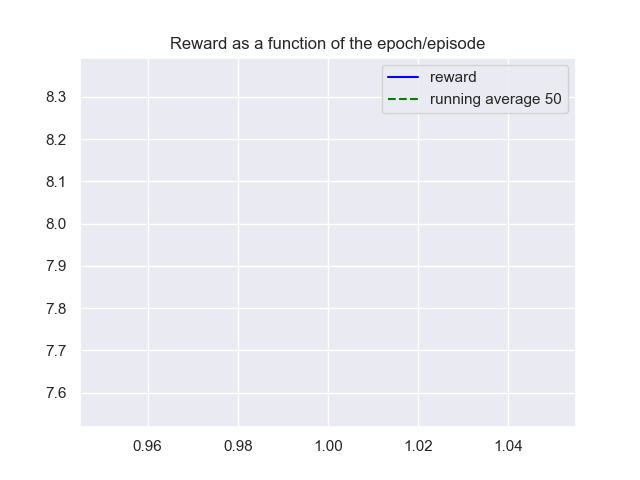 Reward as a function of the epoch/episode
reward
running average 50
8.3
8.2
8.1
8.0
7.9
7.8
7.7
7.6
0.96 0.98 1.00 1.02 1.04